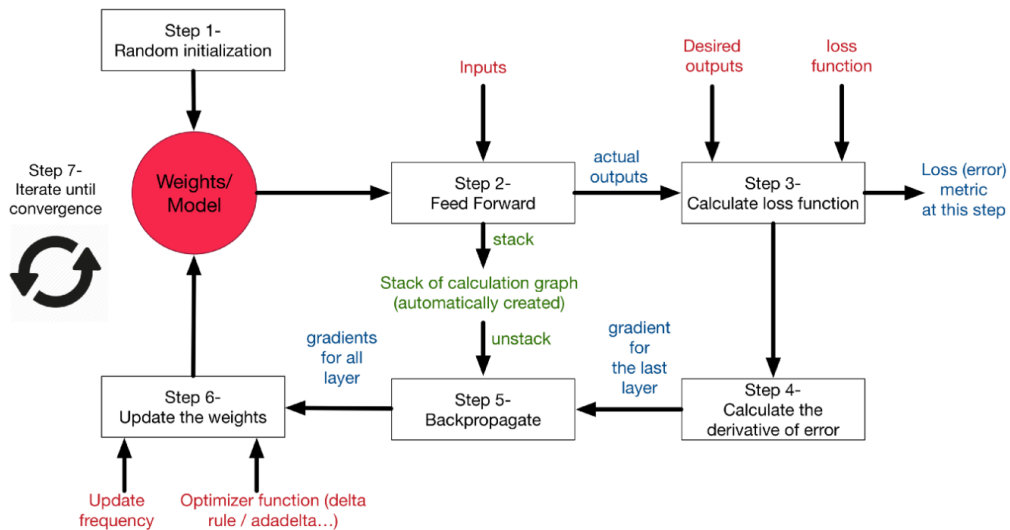 Step 1-
Random initialization
Inputs
Desired
outputs
loss
function
Step 7-
Iterate until
convergence
Weights/
Model
Step 2-
Feed Forward
actual
outputs
Step 3-
Calculate loss function
Loss (error)
metric
at this step
stack
Stack of calculation graph
(automatically created)
unstack
gradients
for all
layer
gradient
for
the last
layer
Step 6-
Update the weights
Step 5-
Backpropagate
Step 4-
Calculate the
derivative of error
Update
frequency
Optimizer function (delta
rule / adadelta...)